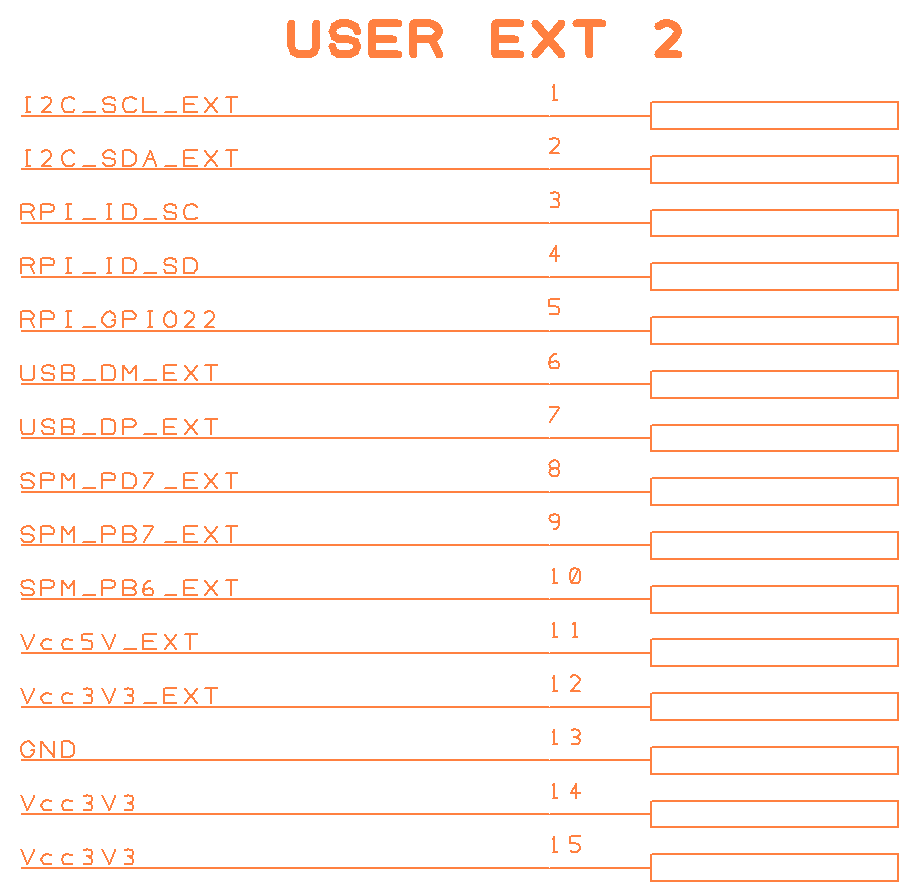 USER EXT 2
I2C_SCL_EXT 1
I2C_SDA_EXT 2
RPI_ID_SC 3
RPI_ID_SD 4
RPI_GPIO22 5
USB_DM_EXT 6
USB_DP_EXT 7
SPM_PD7_EXT 8
SPM_PB7_EXT 9
SPM_PB6_EXT 10
Vcc5V_EXT 11
Vcc3V3_EXT 12
GND 13
Vcc3V3 14
Vcc3V3 15